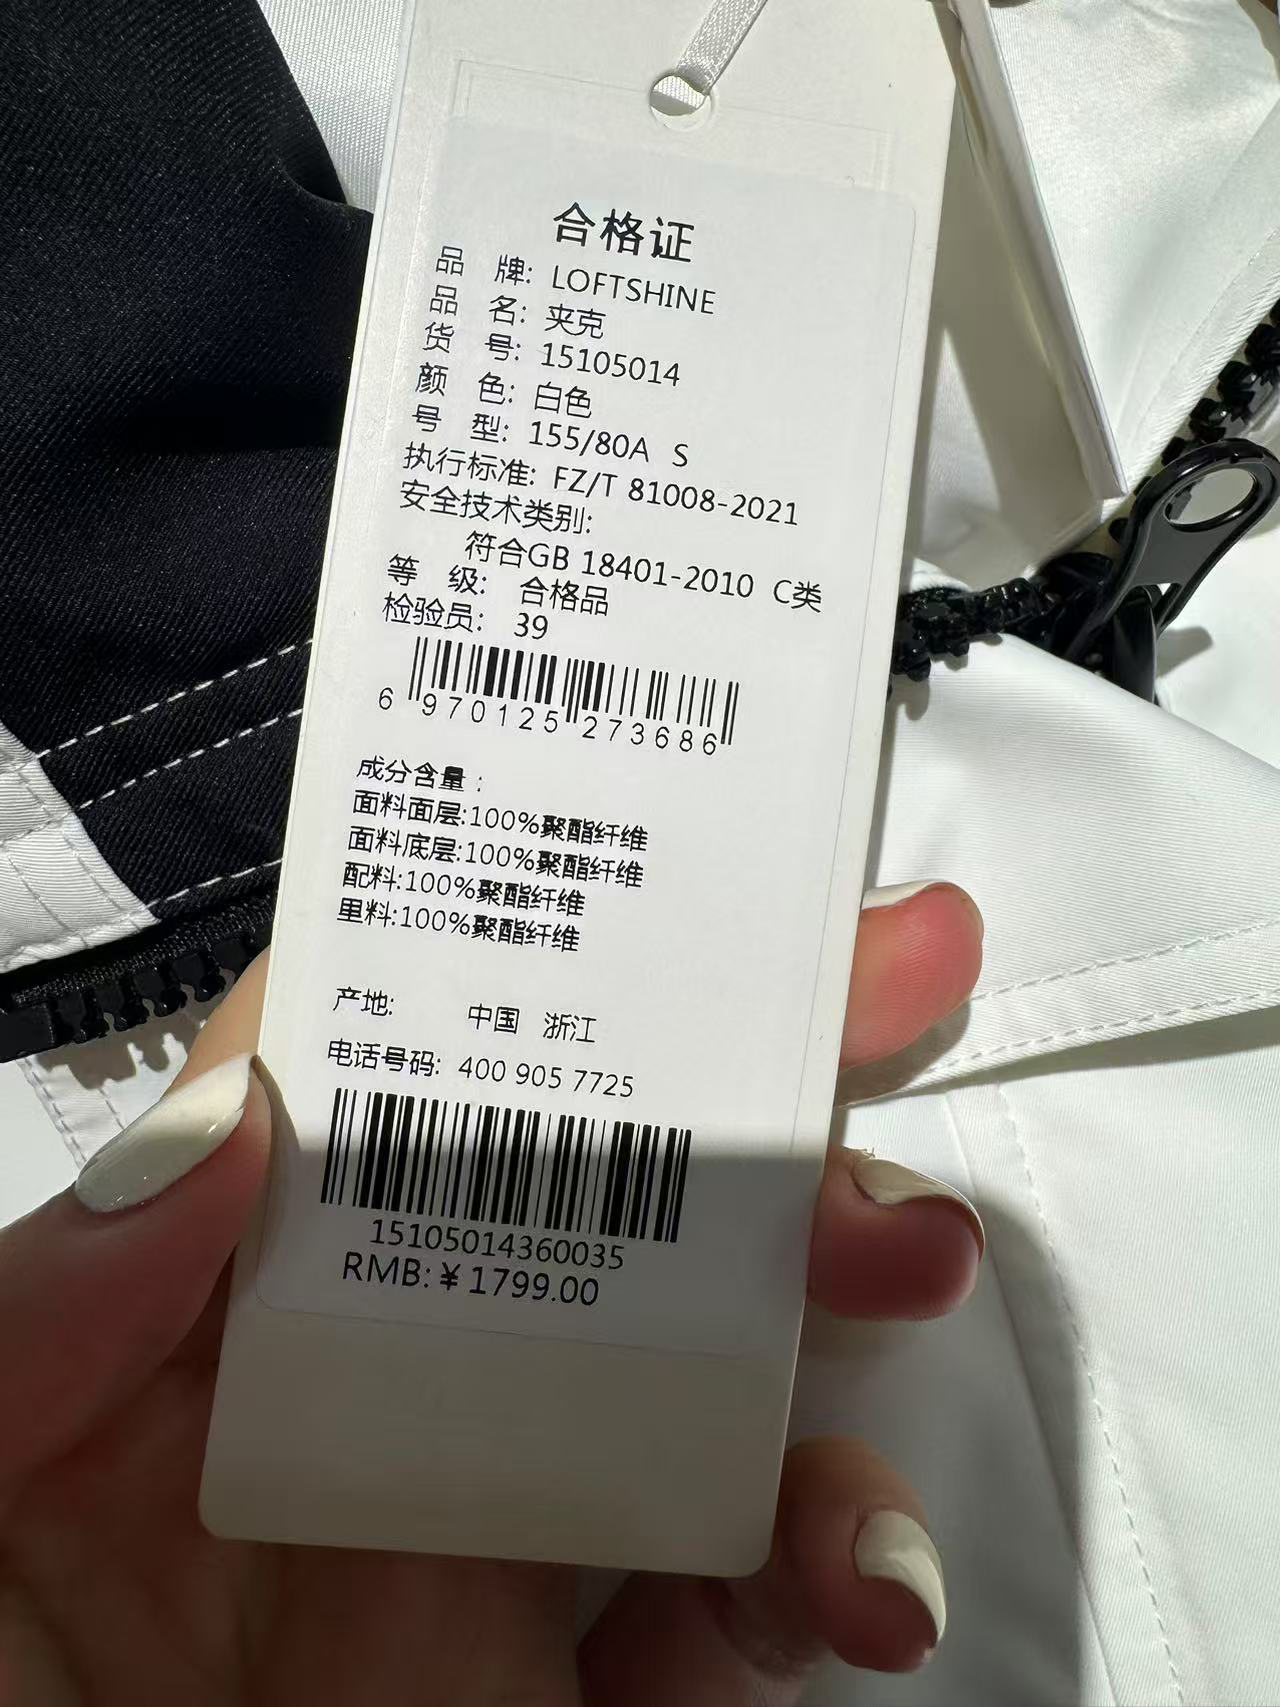 合格证
品 牌: LOFTSHINE
品 名: 夹克
货 号: 15105014
颜 色: 白色
号 型: 155/80A S
执行标准: FZ/T 81008-2021
安全技术类别:
符合GB 18401-2010 C类
等 级: 合格品
检验员: 39
6 970125 273686
成分含量:
面料面层:100%聚酯纤维
面料底层:100%聚酯纤维
配料:100%聚酯纤维
里料:100%聚酯纤维
产地: 中国 浙江
电话号码: 400 905 7725
15105014360035
RMB:¥1799.00